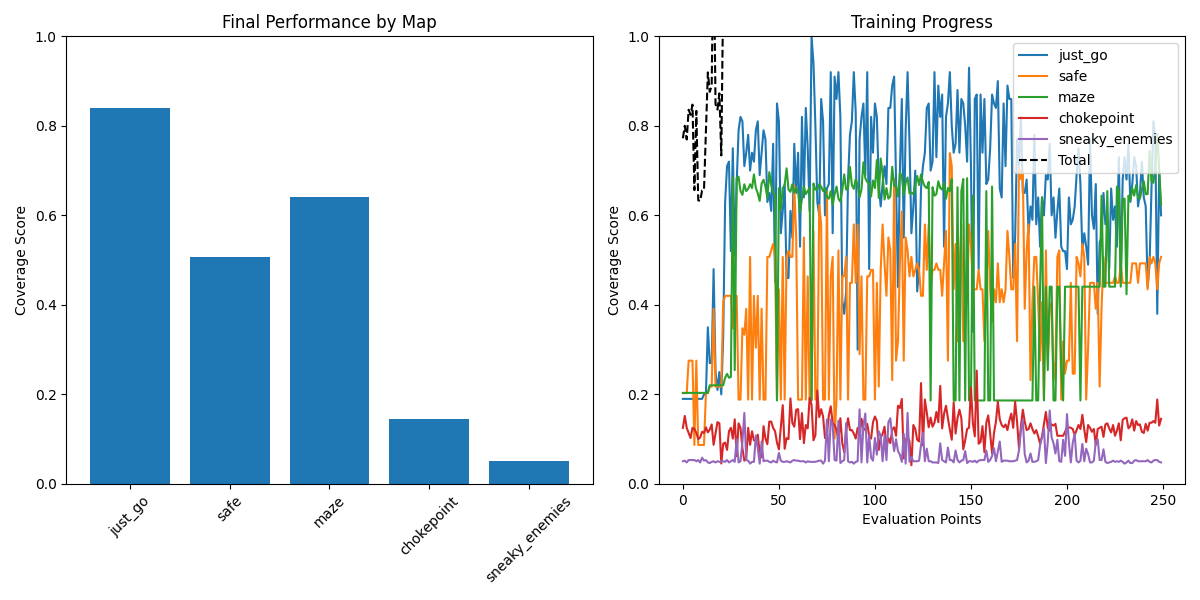 Final Performance by Map
Coverage Score
1.0
0.8
0.6
0.4
0.2
0.0
just_go
safe
maze
chokepoint
sneaky_enemies
Training Progress
Coverage Score
1.0
0.8
0.6
0.4
0.2
0.0
0
50
100
150
200
250
Evaluation Points
just_go
safe
maze
chokepoint
sneaky_enemies
Total